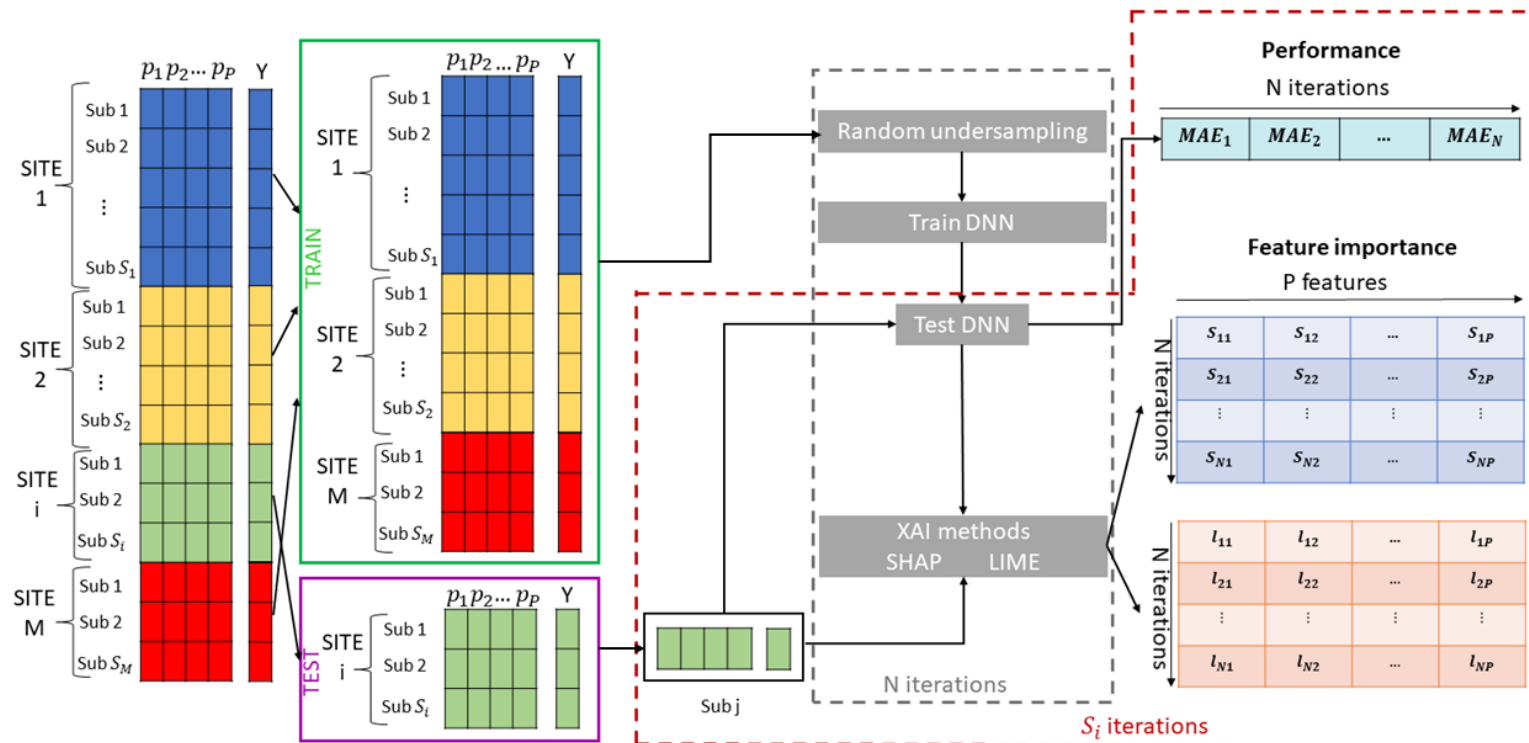 p₁ p₂ ... p_P Y
SITE 1
Sub 1
Sub 2
⋮
Sub S₁
SITE 2
Sub 1
Sub 2
⋮
Sub S₂
SITE i
Sub 1
Sub 2
Sub Sᵢ
SITE M
Sub 1
Sub 2
Sub S_M
TRAIN
p₁ p₂ ... p_P Y
SITE 1
Sub 1
Sub 2
⋮
Sub S₁
SITE 2
Sub 1
Sub 2
⋮
Sub S₂
SITE M
Sub 1
Sub 2
Sub S_M
TEST
p₁ p₂ ... p_P Y
SITE i
Sub 1
Sub 2
Sub Sᵢ
Sub j
Random undersampling
Train DNN
Test DNN
XAI methods
SHAP LIME
N iterations
Sᵢ iterations
Performance
N iterations
MAE₁ MAE₂ ... MAE_N
Feature importance
P features
N iterations
S₁₁ S₁₂ ... S_1P
S₂₁ S₂₂ ... S_2P
⋮ ⋮ ⋮
S_N1 S_N2 ... S_NP
N iterations
l₁₁ l₁₂ ... l_1P
l₂₁ l₂₂ ... l_2P
⋮ ⋮ ⋮
l_N1 l_N2 ... l_NP